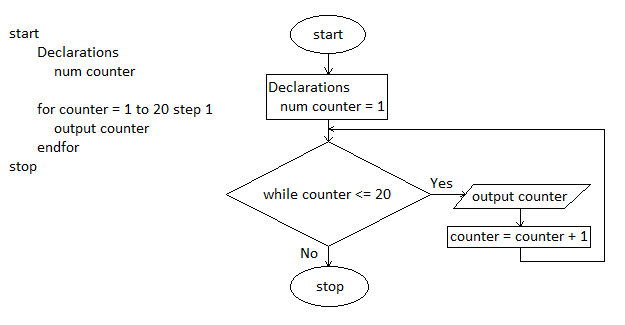 start
Declarations
num counter
for counter = 1 to 20 step 1
output counter
endfor
stop
start
Declarations
num counter = 1
while counter <= 20
Yes
output counter
counter = counter + 1
No
stop